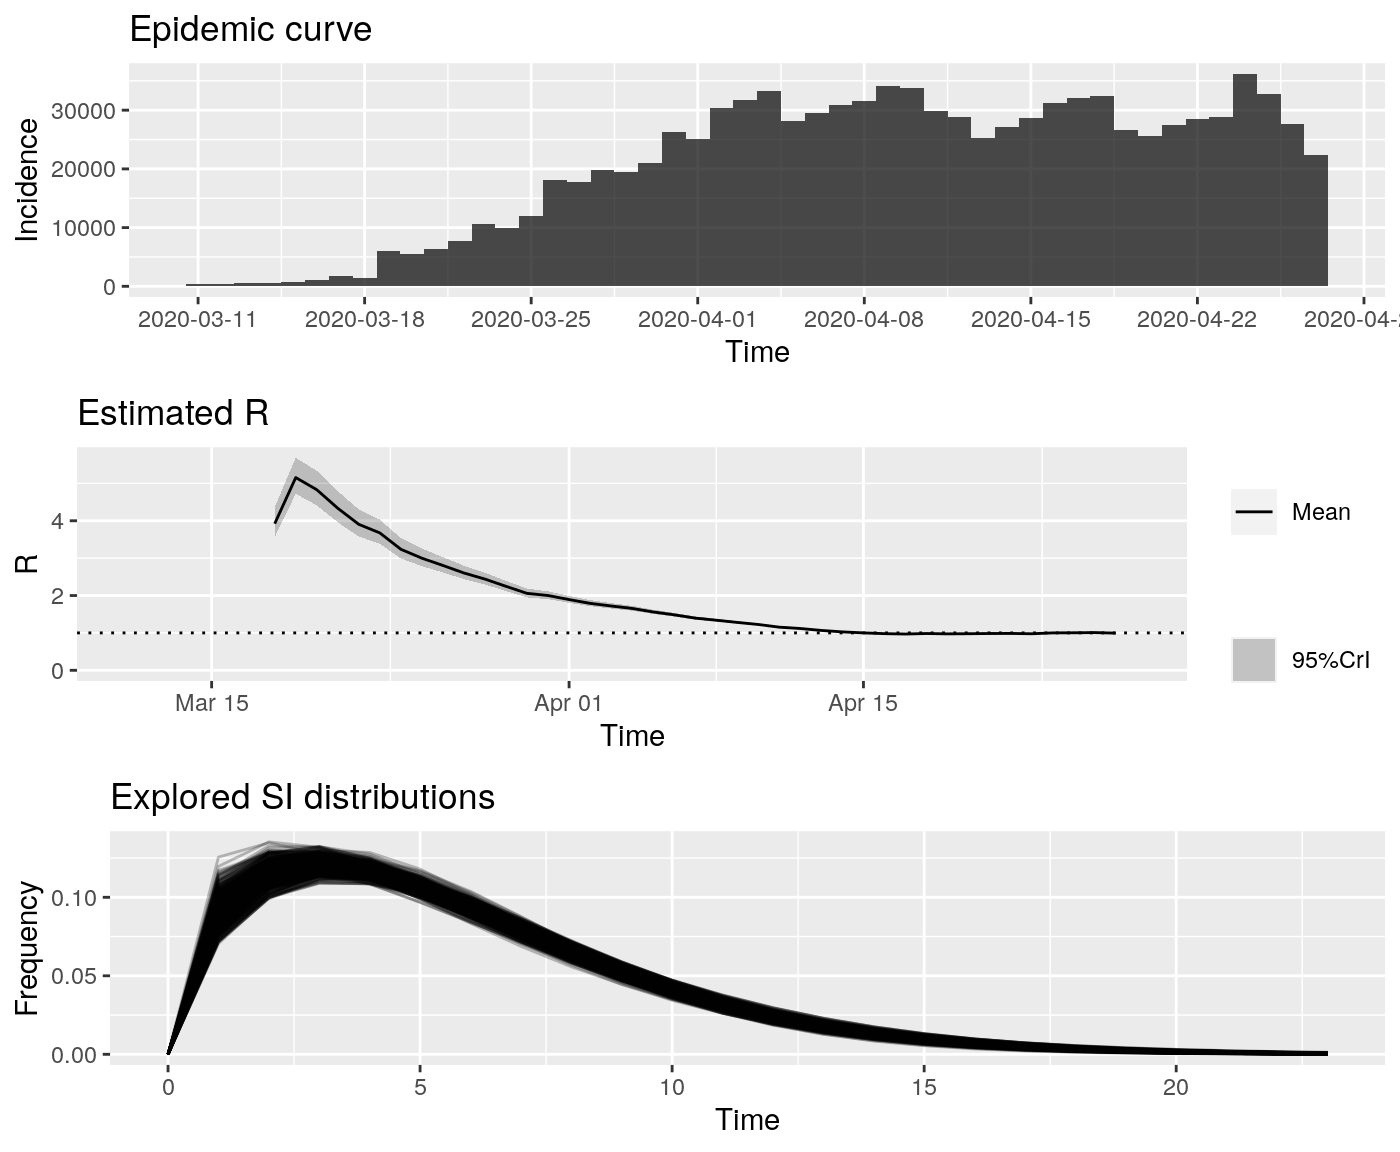 Epidemic curve
Incidence
30000
20000
10000
0
2020-03-11 2020-03-18 2020-03-25 2020-04-01 2020-04-08 2020-04-15 2020-04-22 2020-04-2
Time
Estimated R
R
4
2
0
Mar 15 Apr 01 Apr 15
Time
Mean
95%CrI
Explored SI distributions
Frequency
0.10
0.05
0.00
0 5 10 15 20
Time